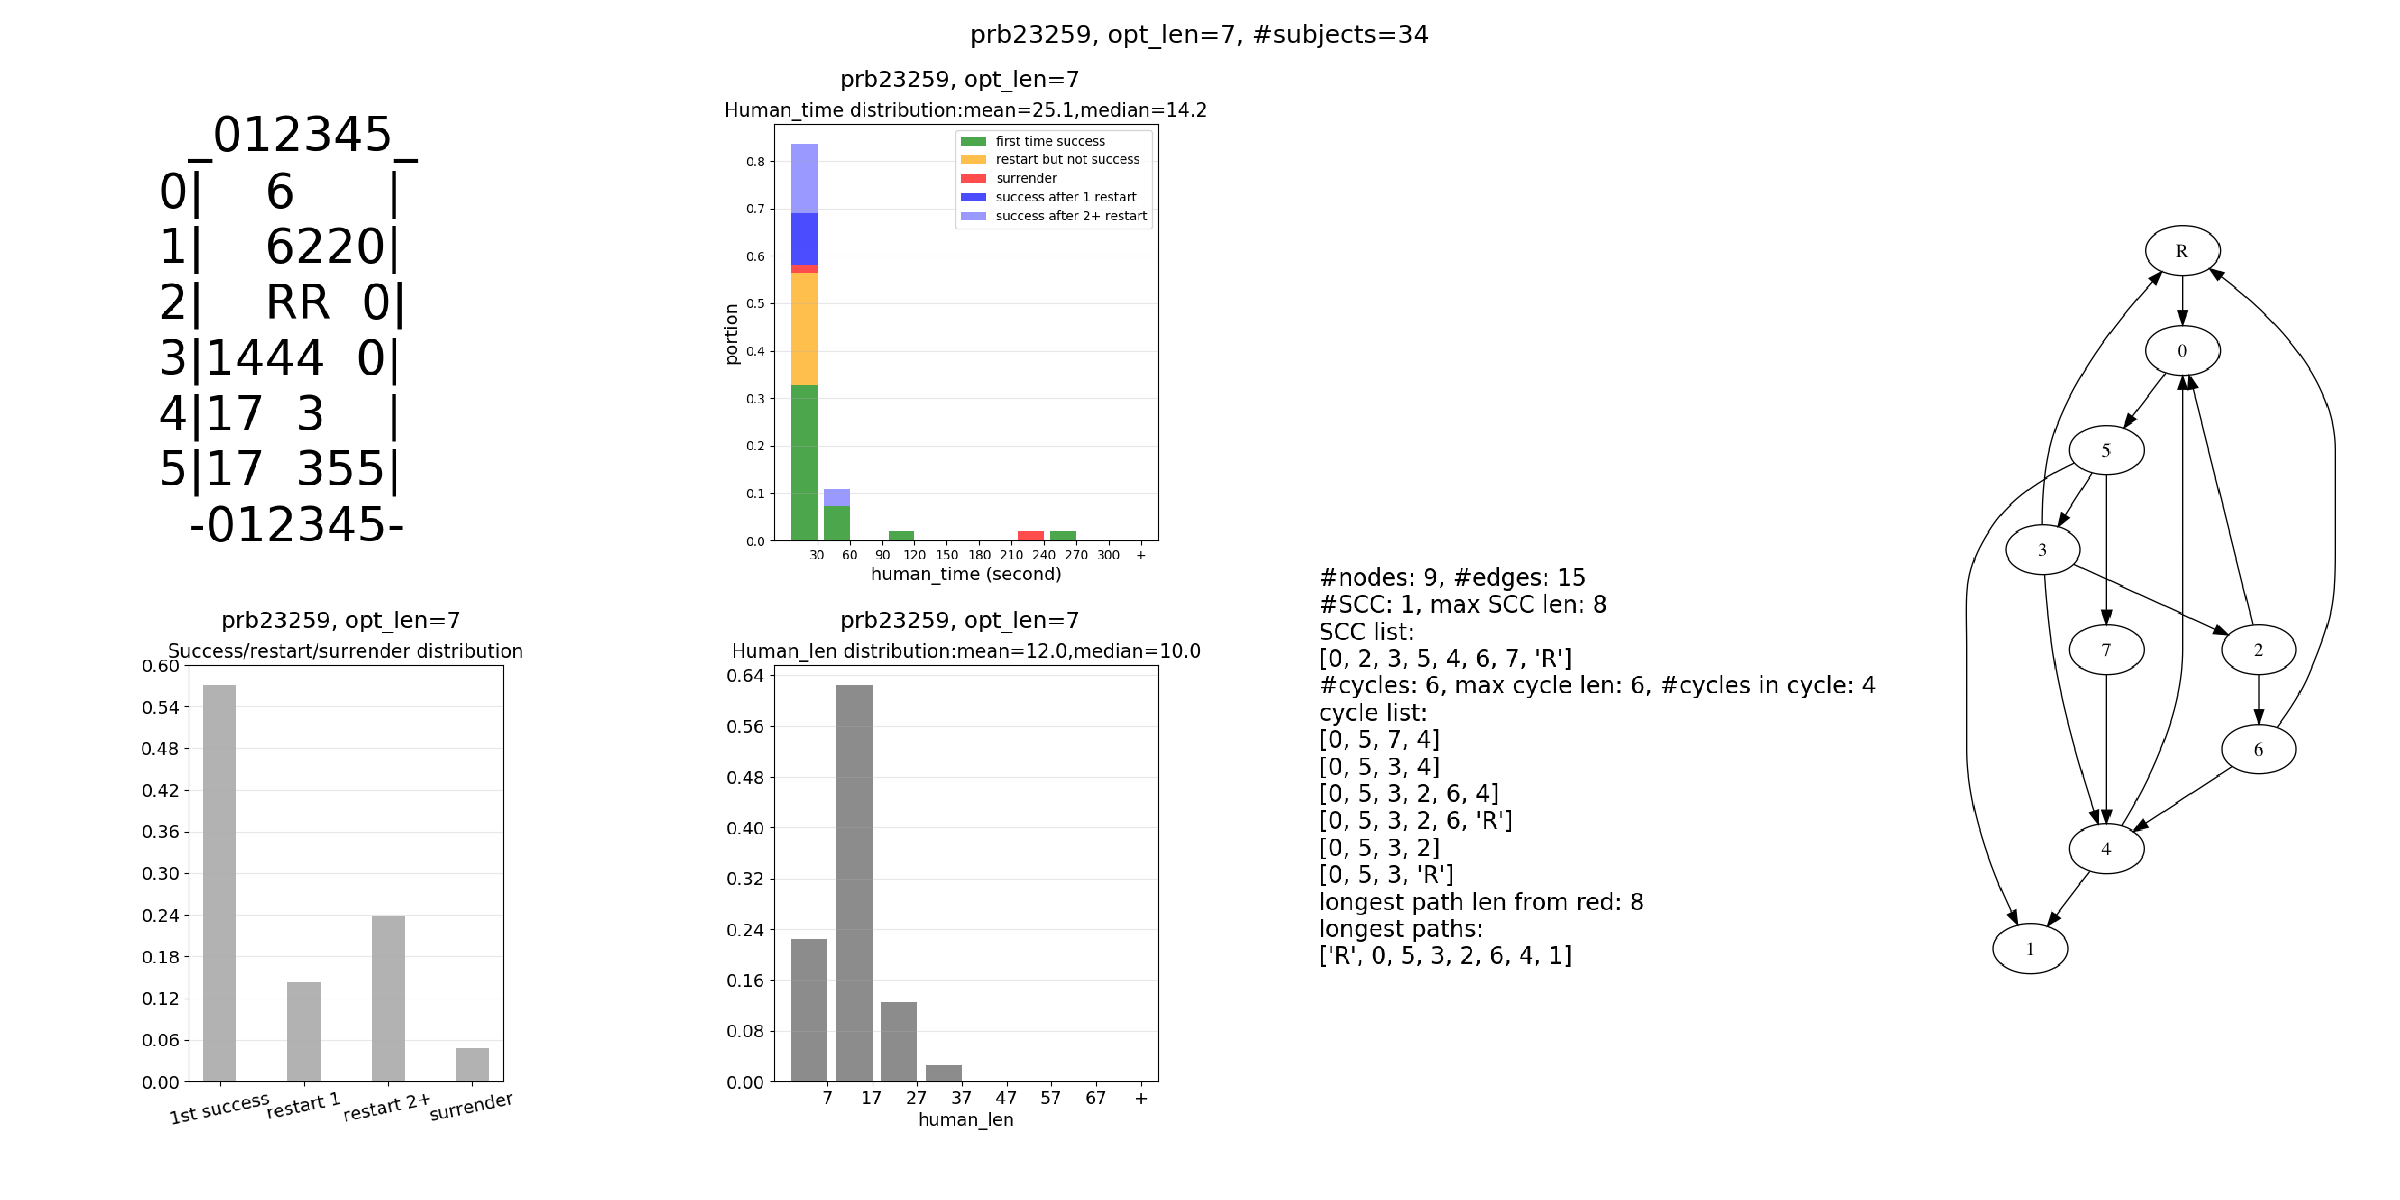 prb23259, opt_len=7, #subjects=34
_012345_
0|    6      |
1|    6220|
2|    RR  0|
3|1444  0|
4|17  3    |
5|17  355|
-012345-
prb23259, opt_len=7
Human_time distribution:mean=25.1,median=14.2
first time success
restart but not success
surrender
success after 1 restart
success after 2+ restart
portion
0.8
0.7
0.6
0.5
0.4
0.3
0.2
0.1
0.0
30 60 90 120 150 180 210 240 270 300 +
human_time (second)
prb23259, opt_len=7
Success/restart/surrender distribution
0.60
0.54
0.48
0.42
0.36
0.30
0.24
0.18
0.12
0.06
0.00
1st success restart 1 restart 2+ surrender
prb23259, opt_len=7
Human_len distribution:mean=12.0,median=10.0
0.64
0.56
0.48
0.40
0.32
0.24
0.16
0.08
0.00
7 17 27 37 47 57 67 +
human_len
#nodes: 9, #edges: 15
#SCC: 1, max SCC len: 8
SCC list:
[0, 2, 3, 5, 4, 6, 7, 'R']
#cycles: 6, max cycle len: 6, #cycles in cycle: 4
cycle list:
[0, 5, 7, 4]
[0, 5, 3, 4]
[0, 5, 3, 2, 6, 4]
[0, 5, 3, 2, 6, 'R']
[0, 5, 3, 2]
[0, 5, 3, 'R']
longest path len from red: 8
longest paths:
['R', 0, 5, 3, 2, 6, 4, 1]
R
0
5
3
7 2
6
4
1